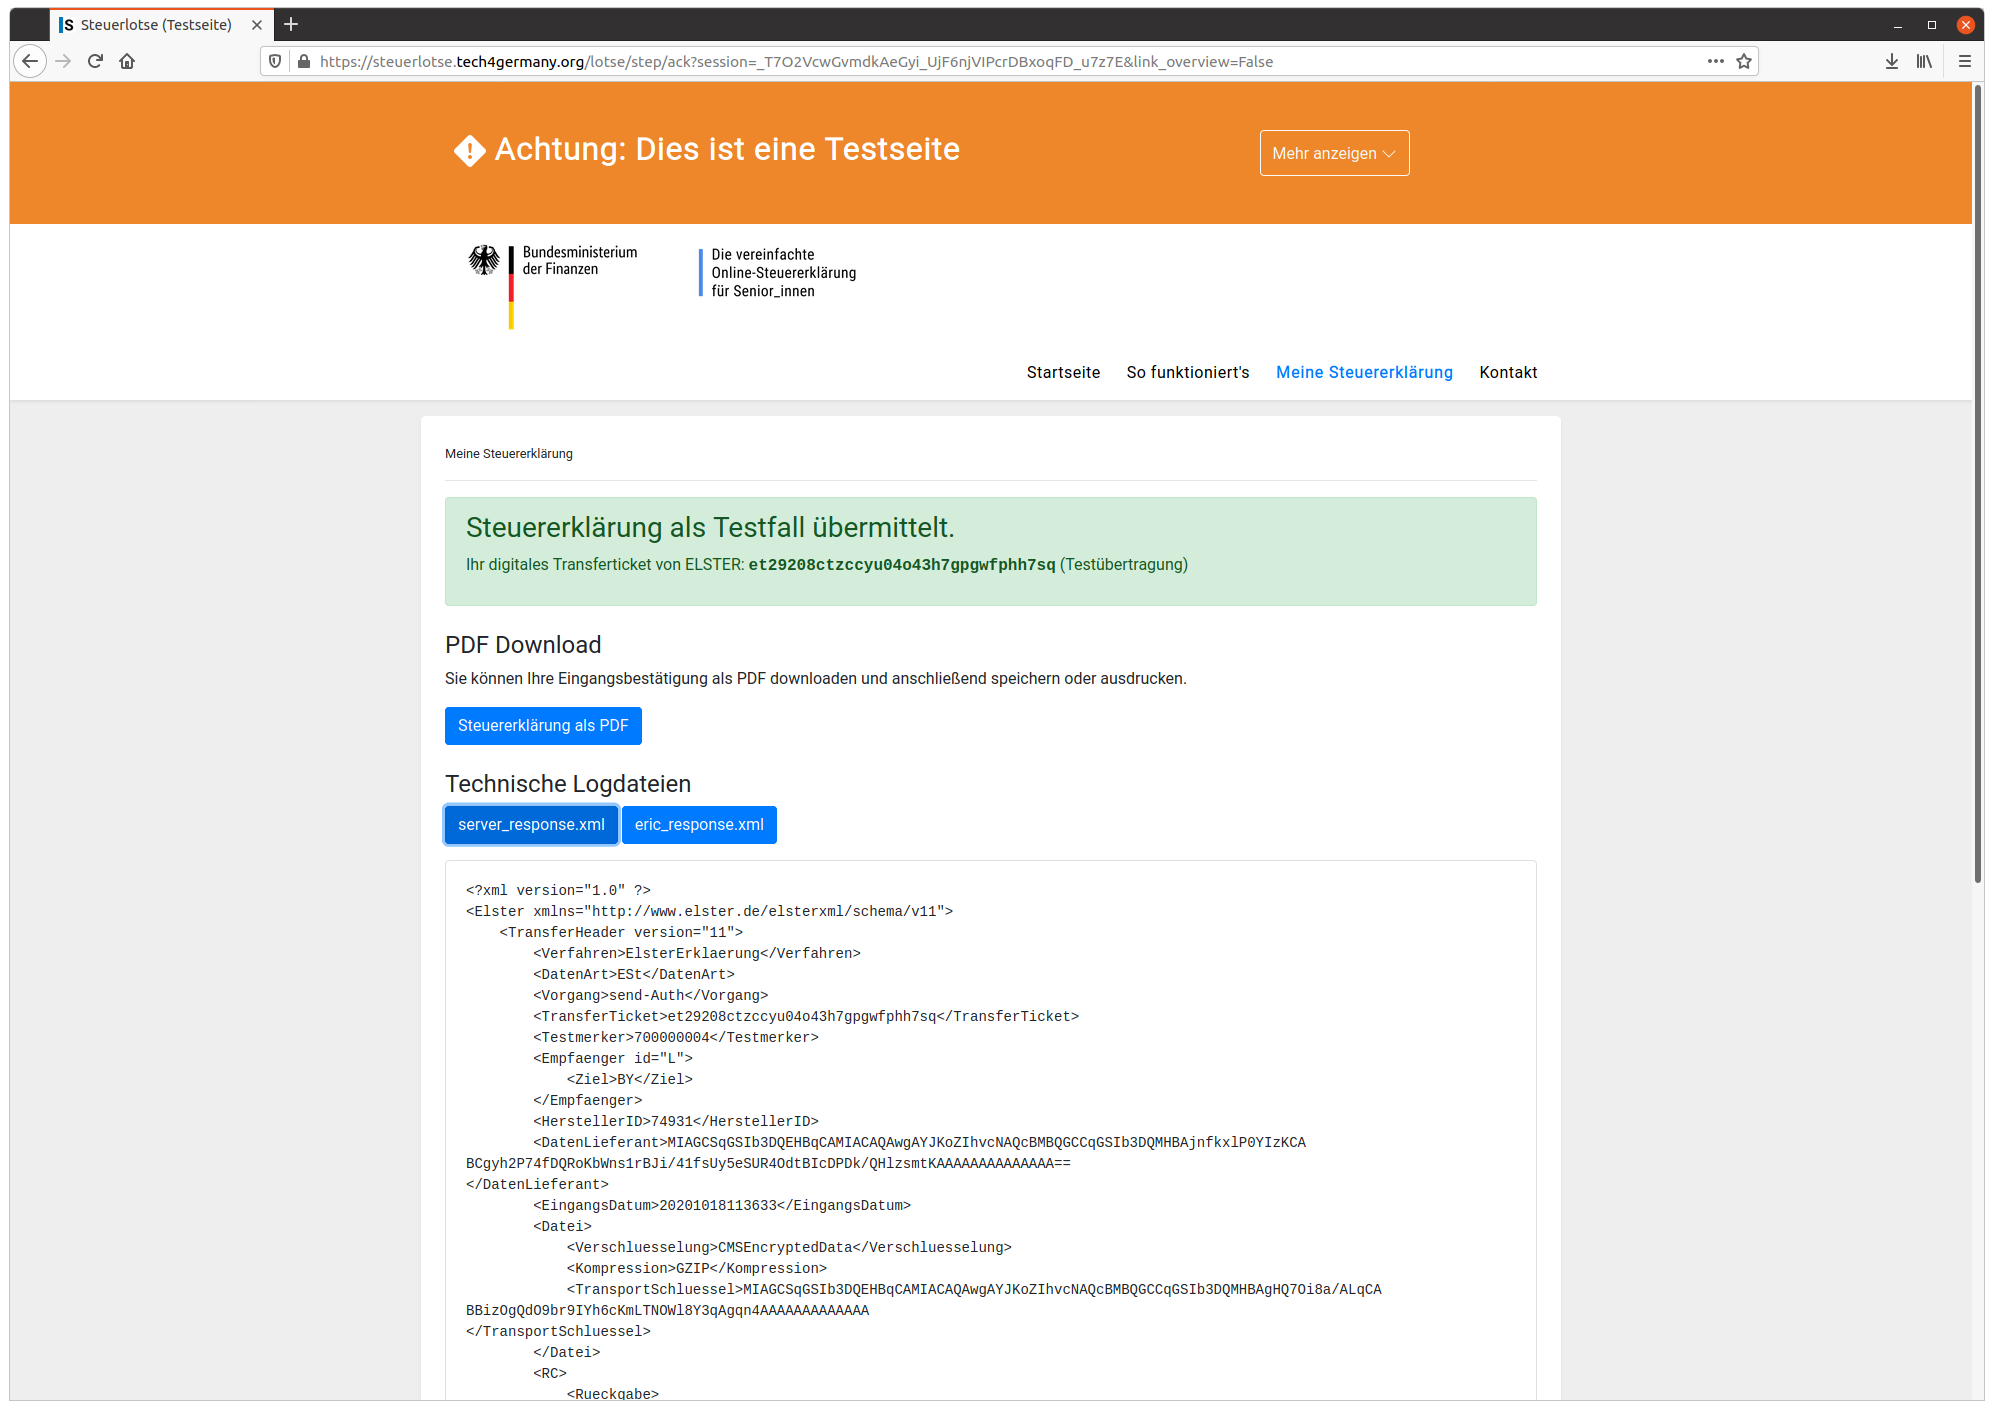 Steuerlotse (Testseite)
https://steuerlotse.tech4germany.org/lotse/step/ack?session=_T7O2VcwGvmdkAeGyi_UjF6njVIPcrDBxoqFD_u7z7E&link_overview=False
Achtung: Dies ist eine Testseite
Mehr anzeigen
Bundesministerium
der Finanzen
Die vereinfachte
Online-Steuererklärung
für Senior_innen
Startseite So funktioniert's Meine Steuererklärung Kontakt
Meine Steuererklärung
Steuererklärung als Testfall übermittelt.
Ihr digitales Transferticket von ELSTER: et29208ctzccyu04o43h7gpgwfphh7sq (Testübertragung)
PDF Download
Sie können Ihre Eingangsbestätigung als PDF downloaden und anschließend speichern oder ausdrucken.
Steuererklärung als PDF
Technische Logdateien
server_response.xml eric_response.xml
<?xml version="1.0" ?>
<Elster xmlns="http://www.elster.de/elsterxml/schema/v11">
<TransferHeader version="11">
<Verfahren>ElsterErklaerung</Verfahren>
<DatenArt>ESt</DatenArt>
<Vorgang>send-Auth</Vorgang>
<TransferTicket>et29208ctzccyu04o43h7gpgwfphh7sq</TransferTicket>
<Testmerker>700000004</Testmerker>
<Empfaenger id="L">
<Ziel>BY</Ziel>
</Empfaenger>
<HerstellerID>74931</HerstellerID>
<DatenLieferant>MIAGCSqGSIb3DQEHBqCAMIACAQAwgAYJKoZIhvcNAQcBMBQGCCqGSIb3DQMHBAjnfkxlP0YIzKCA
BCgyh2P74fDQRoKbWns1rBJi/41fsUy5eSUR4OdtBIcDPDk/QHlzsmtKAAAAAAAAAAAAAA==
</DatenLieferant>
<EingangsDatum>20201018113633</EingangsDatum>
<Datei>
<Verschluesselung>CMSEncryptedData</Verschluesselung>
<Kompression>GZIP</Kompression>
<TransportSchluessel>MIAGCSqGSIb3DQEHBqCAMIACAQAwgAYJKoZIhvcNAQcBMBQGCCqGSIb3DQMHBAgHQ7Oi8a/ALqCA
BBizOgQdO9br9IYh6cKmLTNOWl8Y3qAgqn4AAAAAAAAAAAAA
</TransportSchluessel>
</Datei>
<RC>
<Rueckgabe>